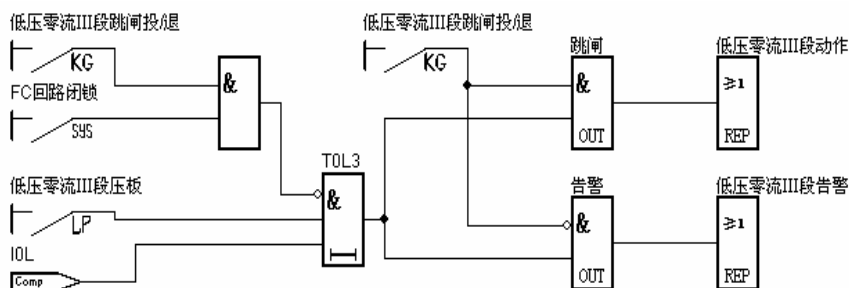 低压零流III段跳闸投/退
KG
FC回路闭锁
SYS
&
低压零流III段压板
LP
I0L
Comp
T0L3
&
低压零流III段跳闸投/退
KG
跳闸
&
OUT
低压零流III段动作
≥1
REP
告警
&
OUT
低压零流III段告警
≥1
REP